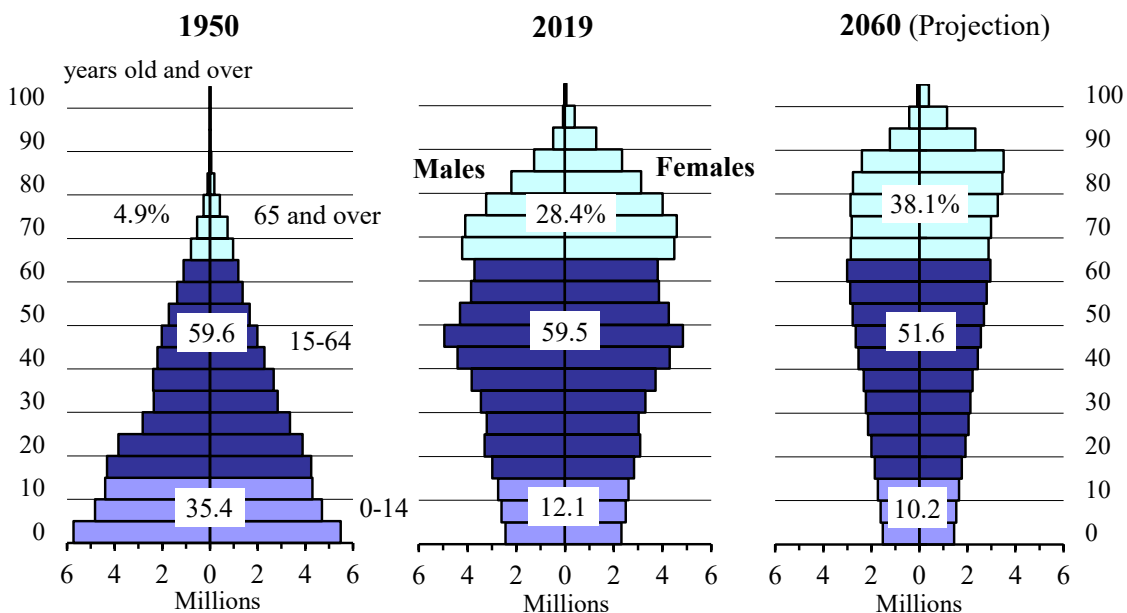 1950 2019 2060 (Projection)
years old and over
100 100
90 90
Males Females
80 80
4.9% 65 and over 28.4% 38.1%
70 70
60 60
50 50
59.6 15-64 59.5 51.6
40 40
30 30
20 20
10 10
35.4 0-14 12.1 10.2
0 0
6 4 2 0 2 4 6 6 4 2 0 2 4 6 6 4 2 0 2 4 6
Millions Millions Millions